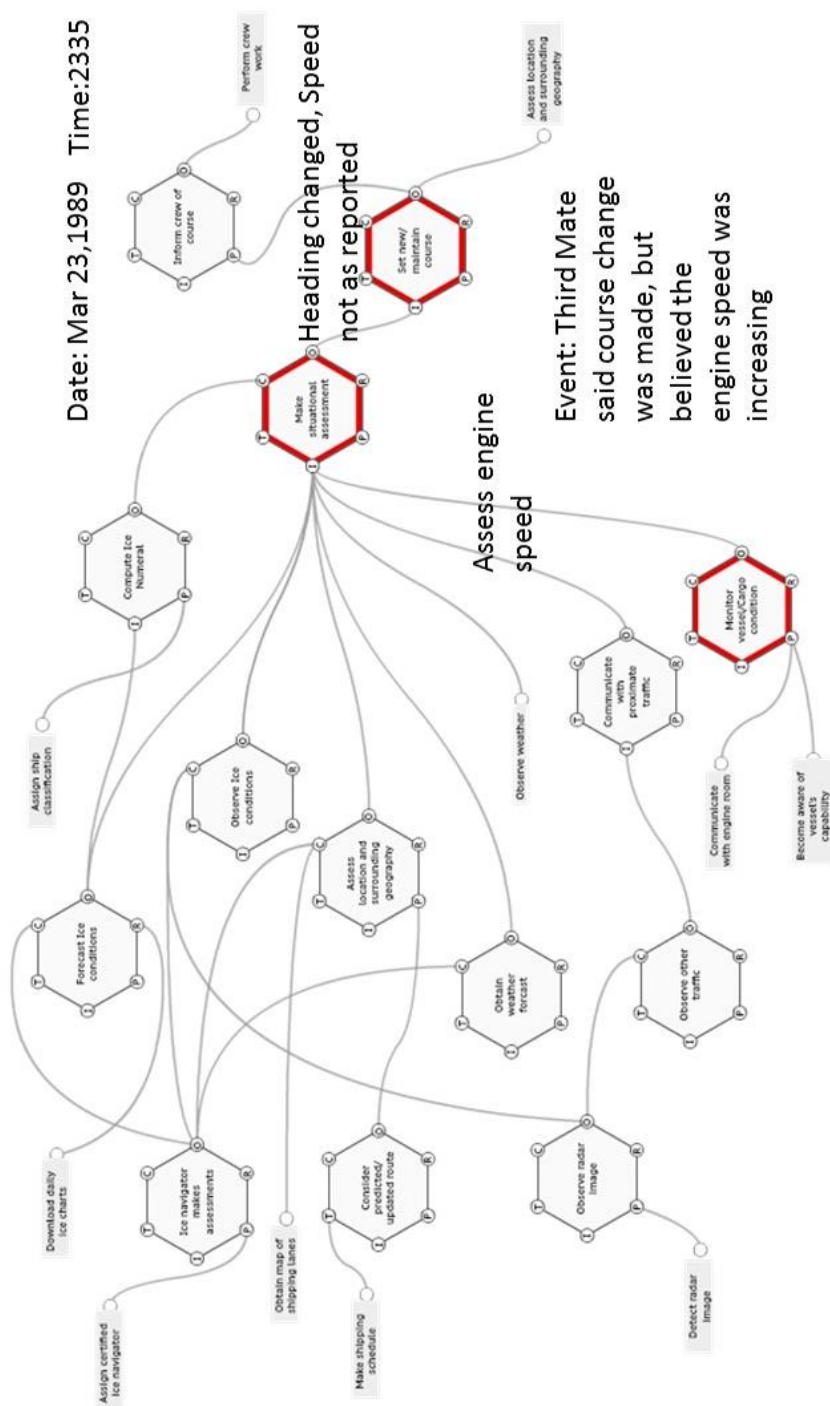 Date: Mar 23,1989 Time:2335
Perform crew
work
T
C
I
O
Inform crew of
course
P
R
Heading changed, Speed
not as reported
Assess location
and surrounding
geography
T
C
I
O
Set new/
maintain
course
P
R
T
C
I
O
Make
situational
assessment
P
R
Event: Third Mate
said course change
was made, but
believed the
engine speed was
increasing
Assess engine
speed
T
C
I
O
Compute Ice
Numeral
P
R
Assign ship
classification
T
C
I
O
Observe Ice
conditions
P
R
T
C
I
O
Assess
location and
surrounding
geography
P
R
Observe weather
T
C
I
O
Communicate
with
proximate
traffic
P
R
T
C
I
O
Monitor
vessel/Cargo
condition
P
R
Communicate
with engine room
Become aware of
vessel's
capability
T
C
I
O
Forecast Ice
conditions
P
R
T
C
I
O
Obtain
weather
forcast
P
R
T
C
I
O
Observe other
traffic
P
R
Download daily
ice charts
T
C
I
O
Ice navigator
makes
assessments
P
R
Assign certified
ice navigator
Obtain map of
shipping lanes
T
C
I
O
Consider
predicted/
updated route
P
R
Make shipping
schedule
T
C
I
O
Observe radar
image
P
R
Detect radar
image